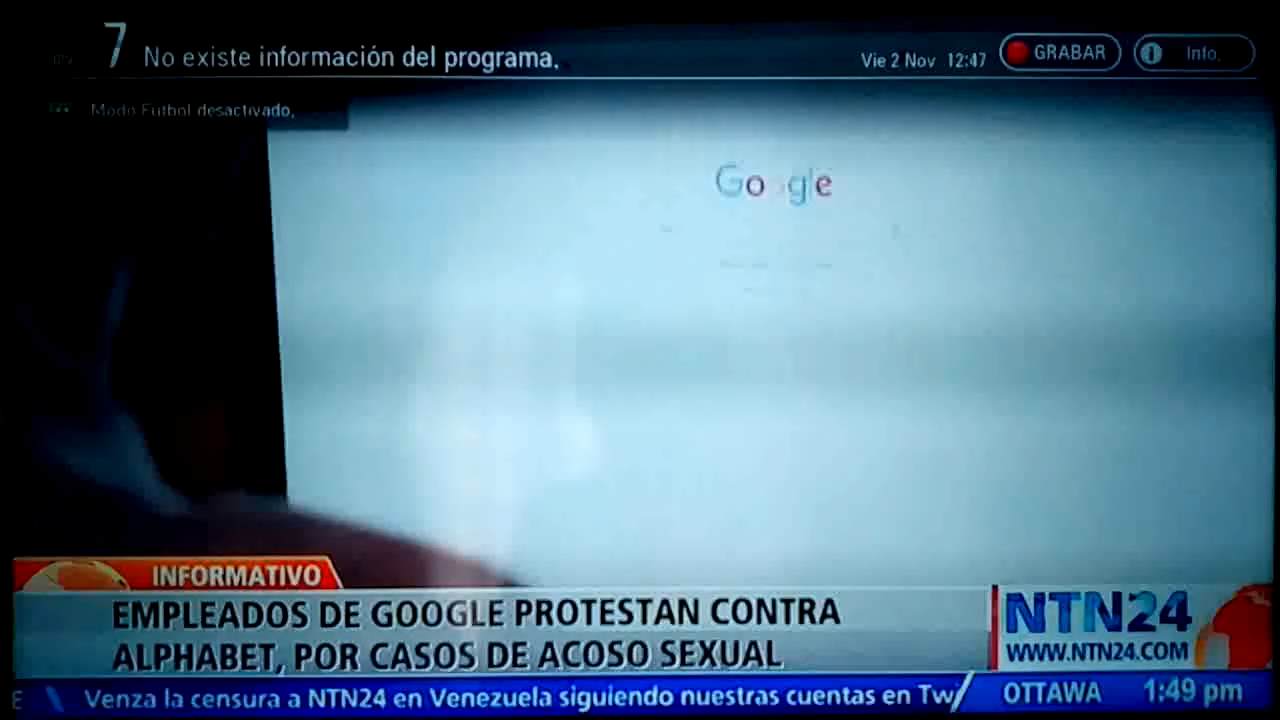 7 No existe información del programa.
Vie 2 Nov 12:47
GRABAR
i Info.
Modo Fútbol desactivado.
Google
INFORMATIVO
EMPLEADOS DE GOOGLE PROTESTAN CONTRA
ALPHABET, POR CASOS DE ACOSO SEXUAL
NTN24
WWW.NTN24.COM
E \ Venza la censura a NTN24 en Venezuela siguiendo nuestras cuentas en Tw/
OTTAWA 1:49 pm